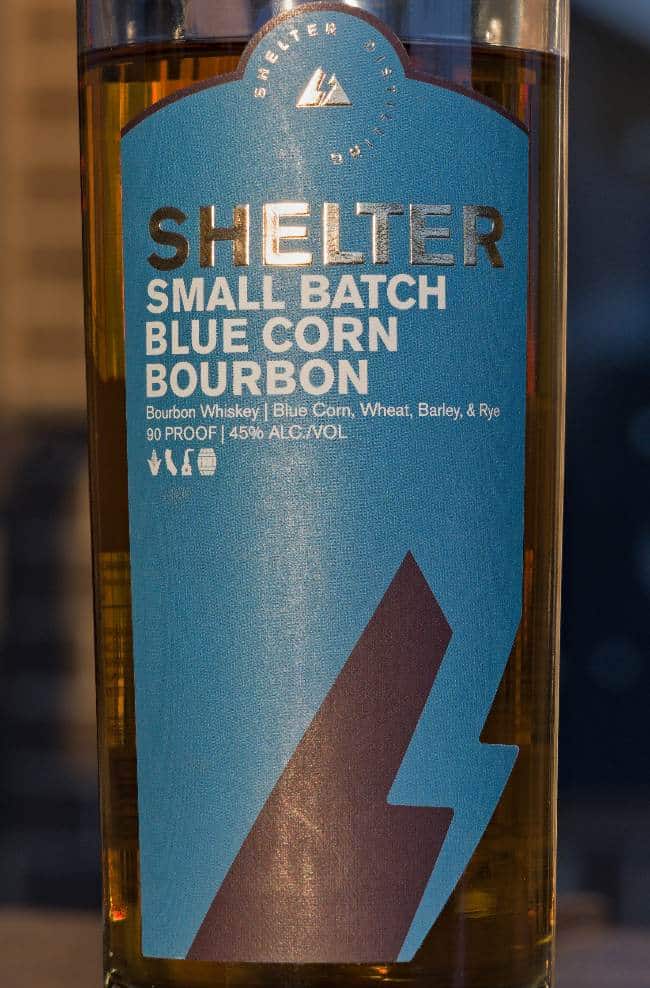 SHELTER DISTILLING
SHELTER
SMALL BATCH
BLUE CORN
BOURBON
Bourbon Whiskey | Blue Corn, Wheat, Barley, & Rye
90 PROOF | 45% ALC./VOL